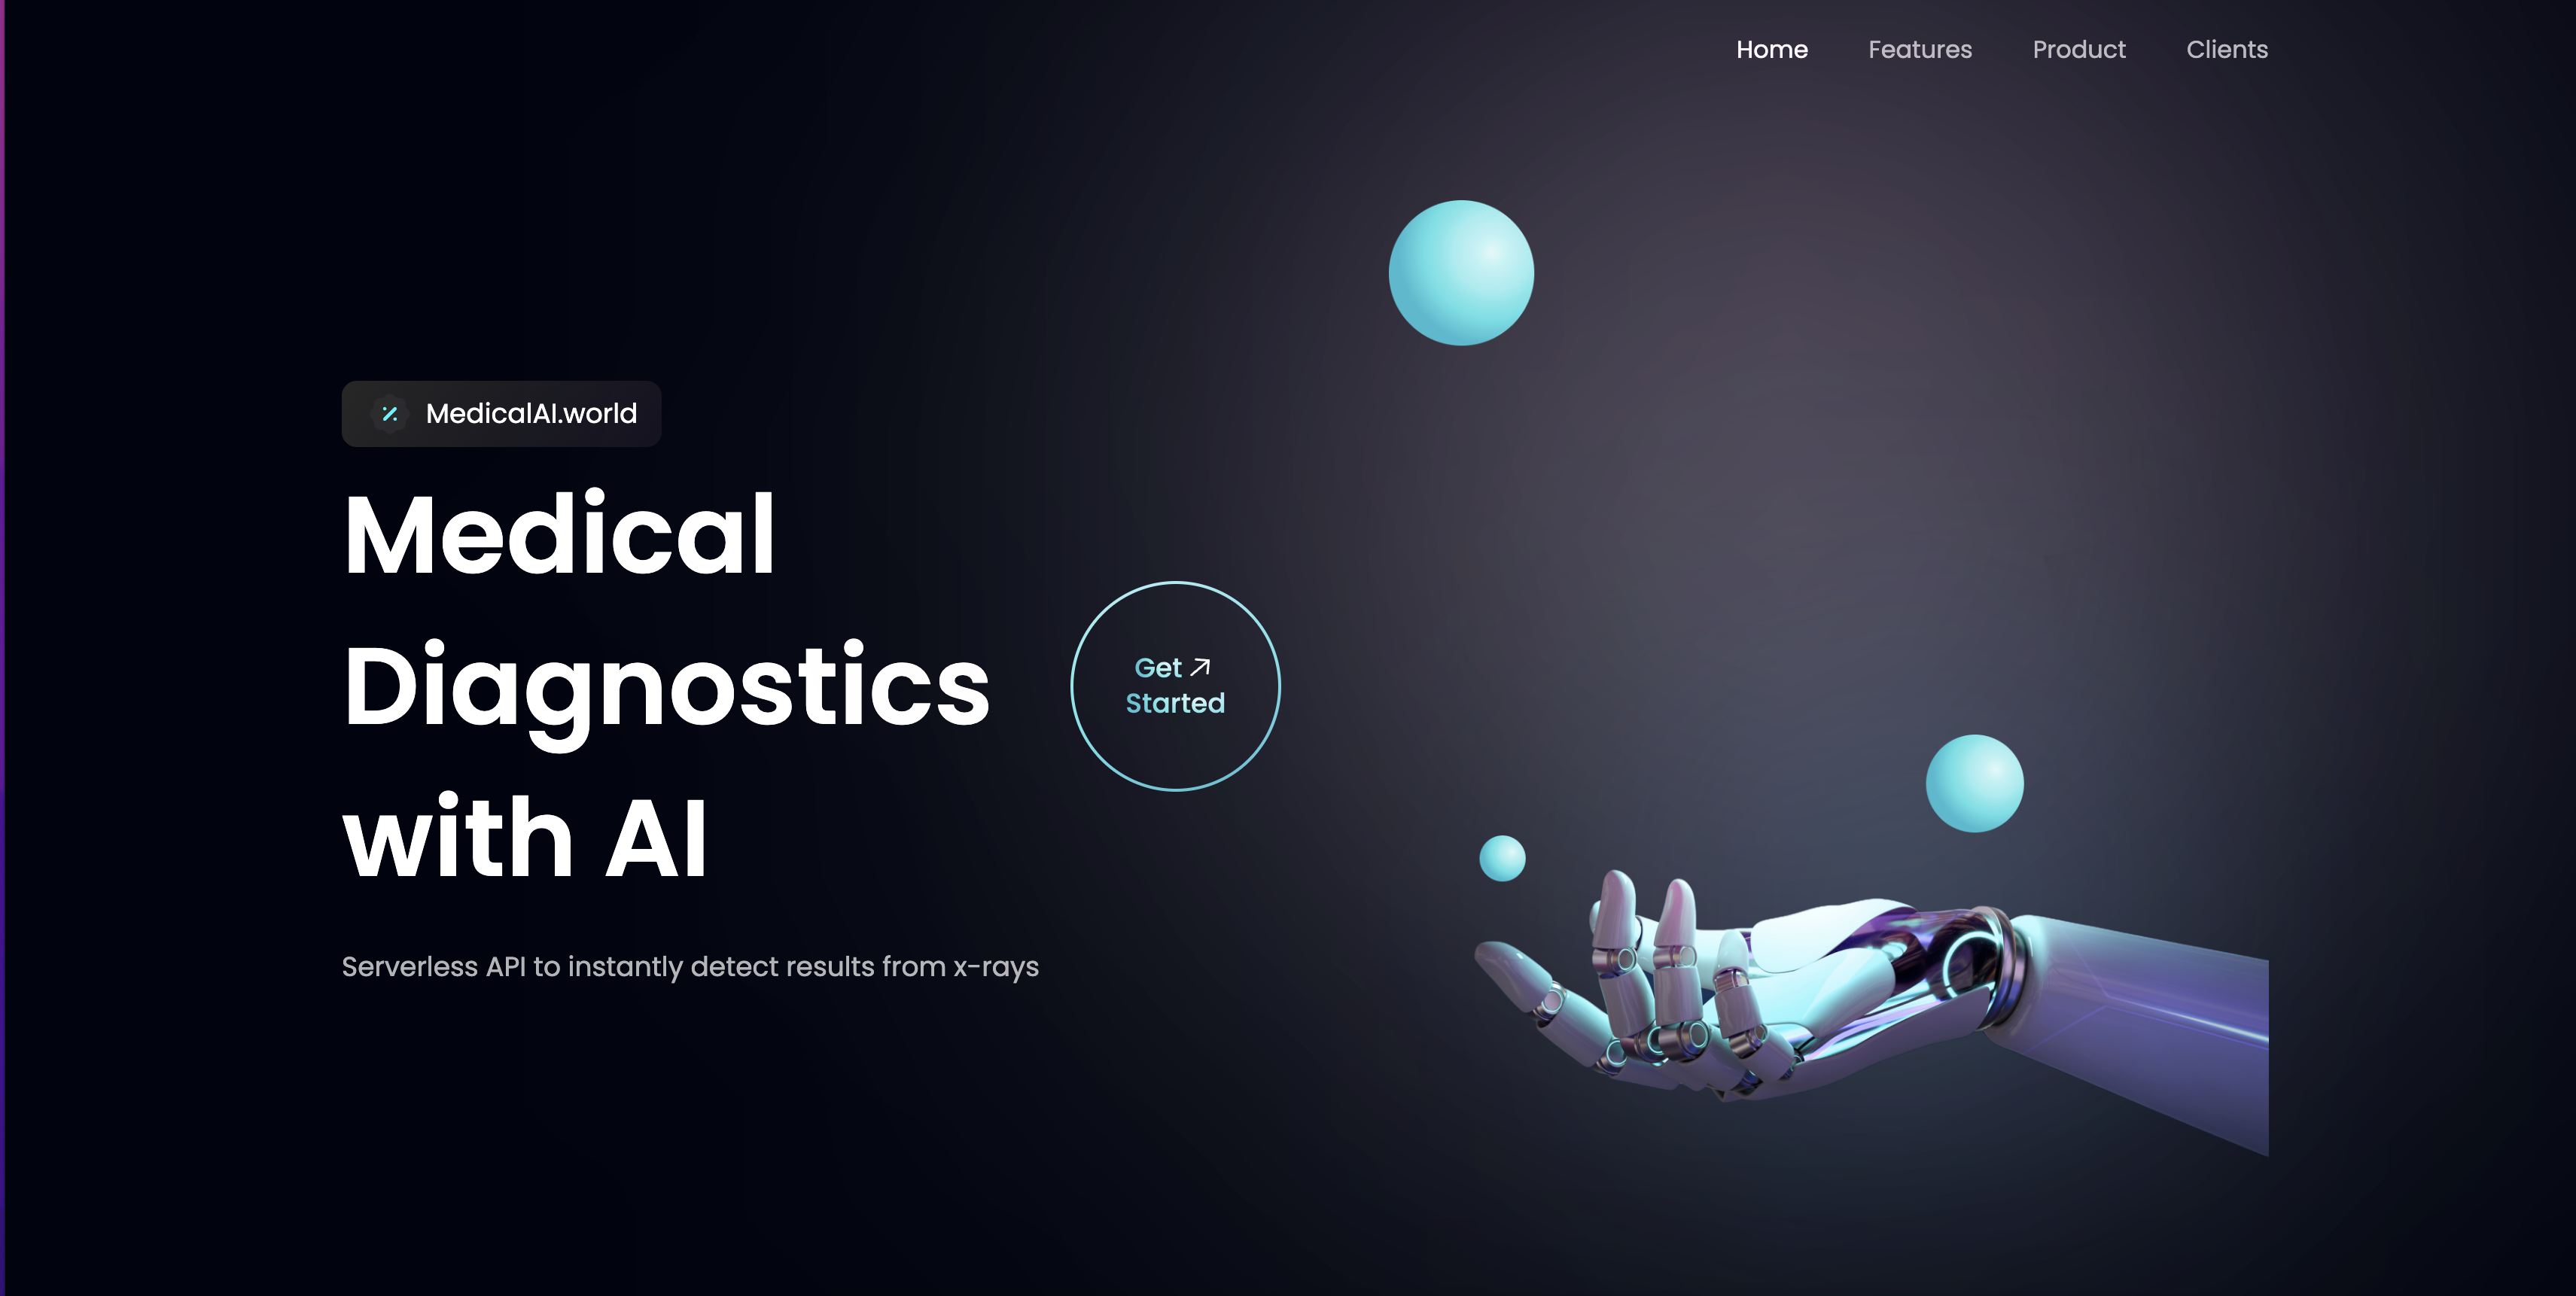 Home Features Product Clients
MedicalAI.world
Medical
Diagnostics
with AI
Get
Started
Serverless API to instantly detect results from x-rays